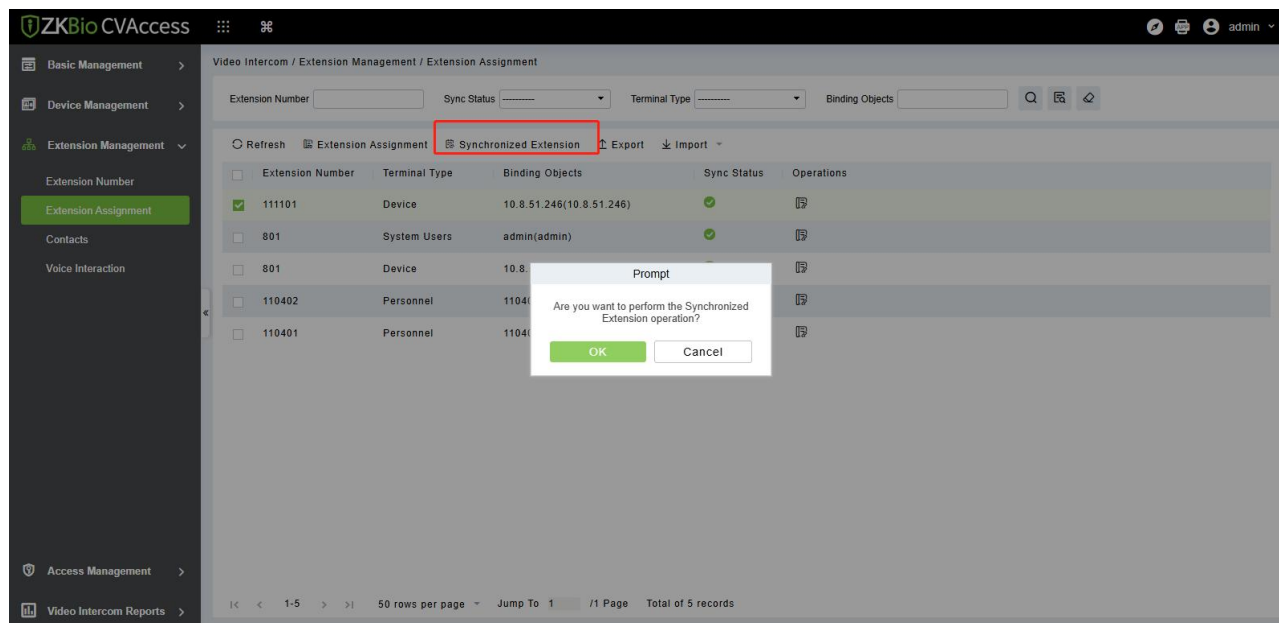 ZKBio CVAccess
admin
Basic Management
Device Management
Extension Management
Extension Number
Extension Assignment
Contacts
Voice Interaction
Access Management
Video Intercom Reports
Video Intercom / Extension Management / Extension Assignment
Extension Number Sync Status ---------- Terminal Type ---------- Binding Objects
Refresh Extension Assignment Synchronized Extension Export Import
Extension Number Terminal Type Binding Objects Sync Status Operations
111101 Device 10.8.51.246(10.8.51.246)
801 System Users admin(admin)
801 Device 10.8.
110402 Personnel 1104
110401 Personnel 1104
Prompt
Are you want to perform the Synchronized
Extension operation?
OK Cancel
|< < 1-5 > >| 50 rows per page Jump To 1 /1 Page Total of 5 records